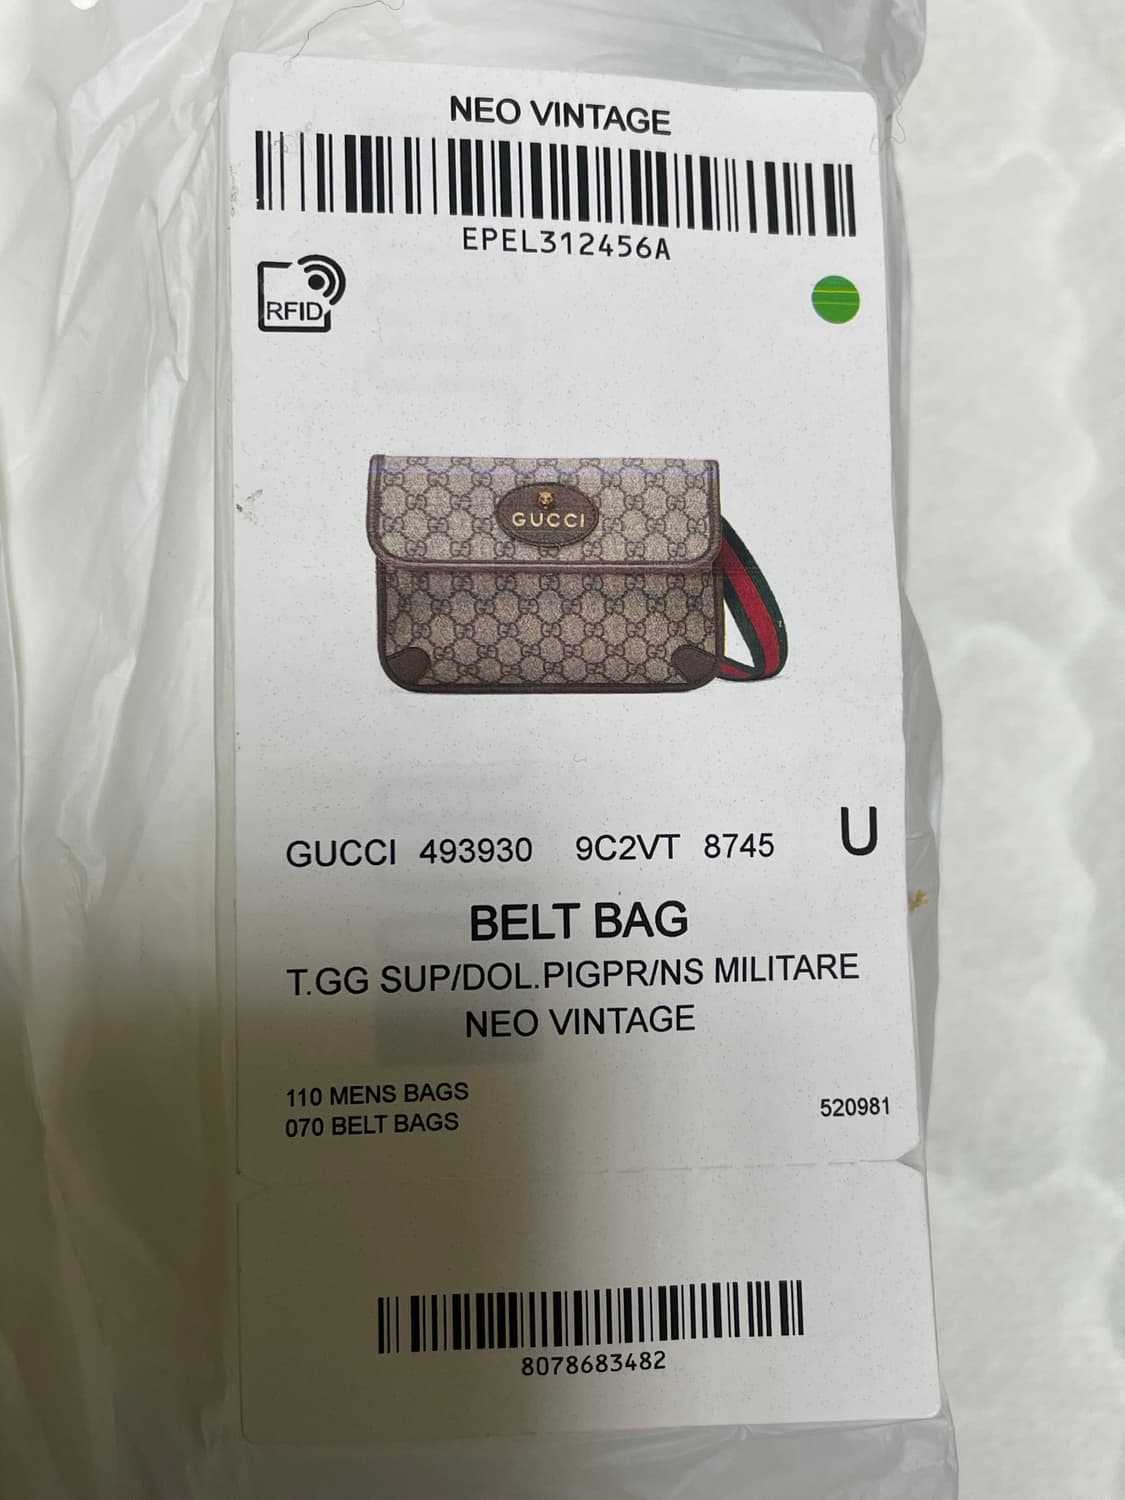 NEO VINTAGE
EPEL312456A
RFID
GUCCI
GUCCI 493930 9C2VT 8745 U
BELT BAG
T.GG SUP/DOL.PIGPR/NS MILITARE
NEO VINTAGE
110 MENS BAGS
070 BELT BAGS 520981
8078683482